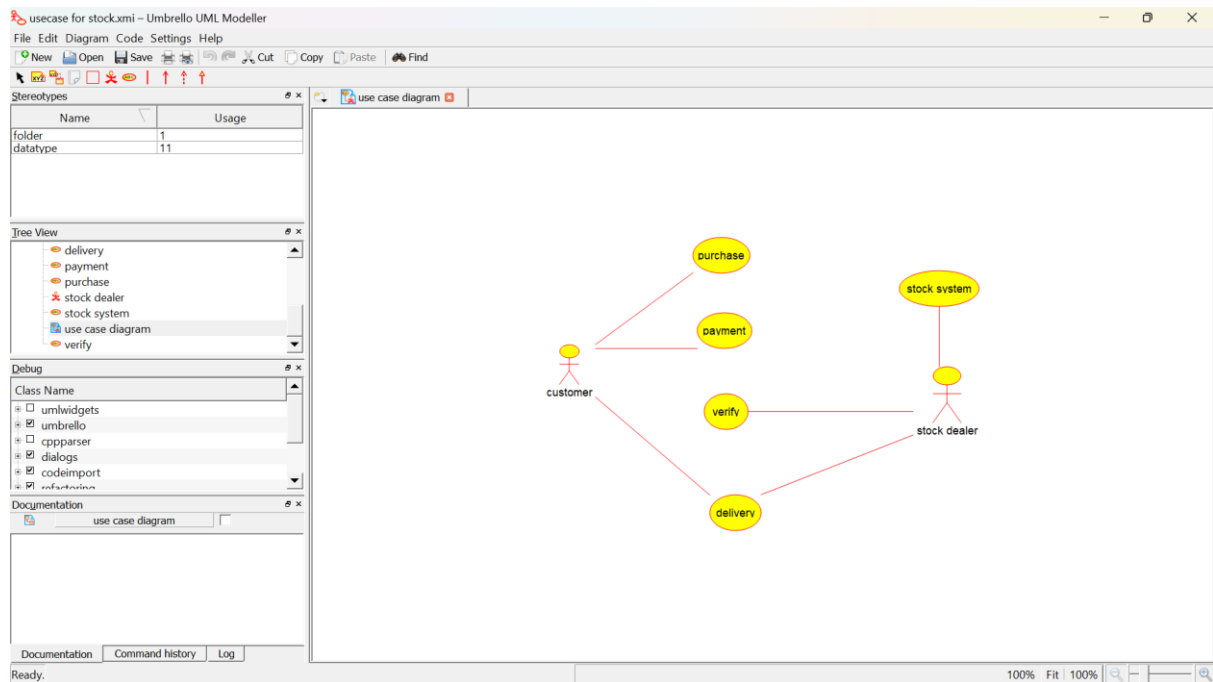 usecase for stock.xmi – Umbrello UML Modeller
File Edit Diagram Code Settings Help
New Open Save Cut Copy Paste Find
XYZ
Stereotypes
use case diagram
Name Usage
folder 1
datatype 11
Tree View
delivery
payment
purchase
stock dealer
stock system
use case diagram
verify
Debug
Class Name
umlwidgets
umbrello
cppparser
dialogs
codeimport
refactoring
Documentation
use case diagram
Documentation Command history Log
Ready.
purchase
stock system
payment
customer
verify
stock dealer
delivery
100% Fit 100%